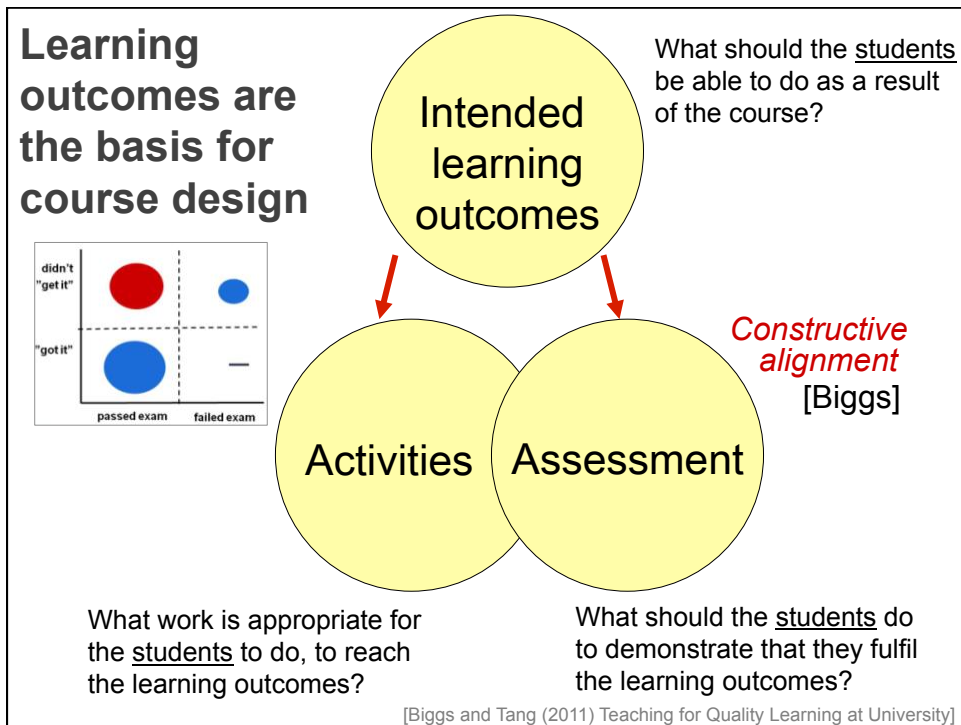 Learning
outcomes are
the basis for
course design
Intended
learning
outcomes
What should the students
be able to do as a result
of the course?
didn't
"get it"
"got it"
passed exam
failed exam
Constructive
alignment
[Biggs]
Activities
Assessment
What work is appropriate for
the students to do, to reach
the learning outcomes?
What should the students do
to demonstrate that they fulfil
the learning outcomes?
[Biggs and Tang (2011) Teaching for Quality Learning at University]